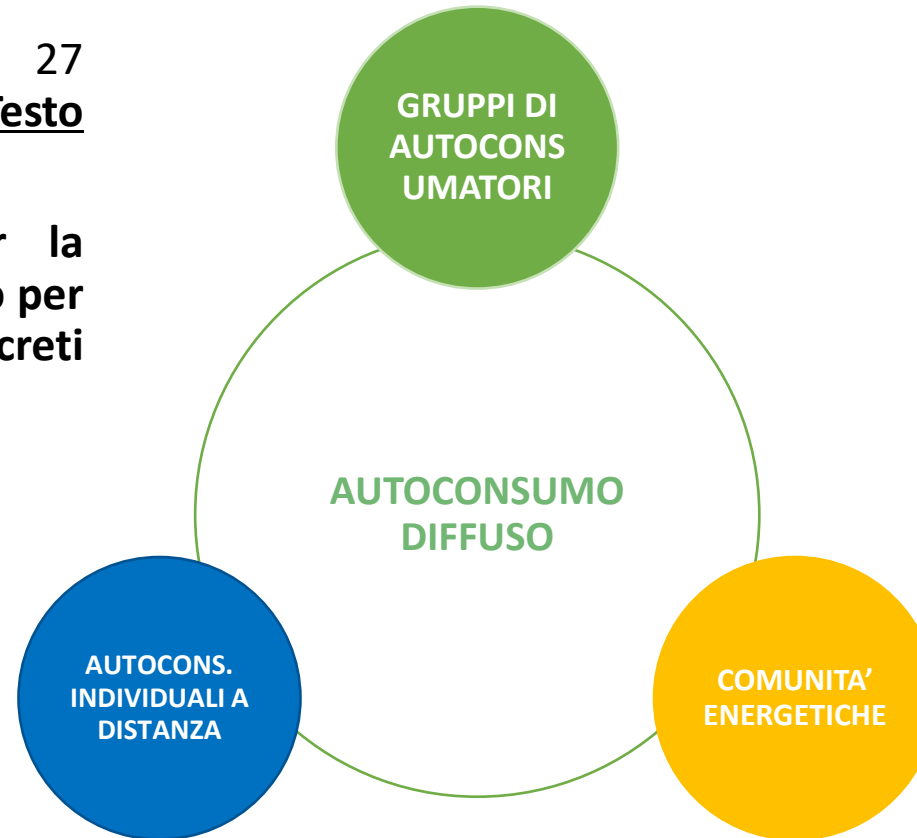 27
Testo
la
per
creti
GRUPPI DI
AUTOCONS
UMATORI
AUTOCONSUMO
DIFFUSO
AUTOCONS.
INDIVIDUALI A
DISTANZA
COMUNITA’
ENERGETICHE